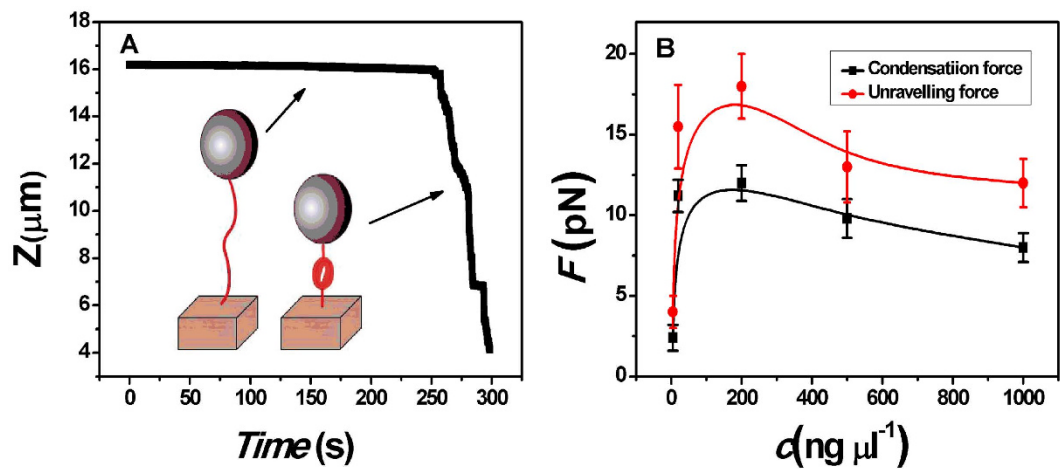 A
Z(μm)
18
16
14
12
10
8
6
4
0 50 100 150 200 250 300
Time (s)
B
F (pN)
20
15
10
5
0
Condensatiion force
Unravelling force
0 200 400 600 800 1000
c(ng μl⁻¹)